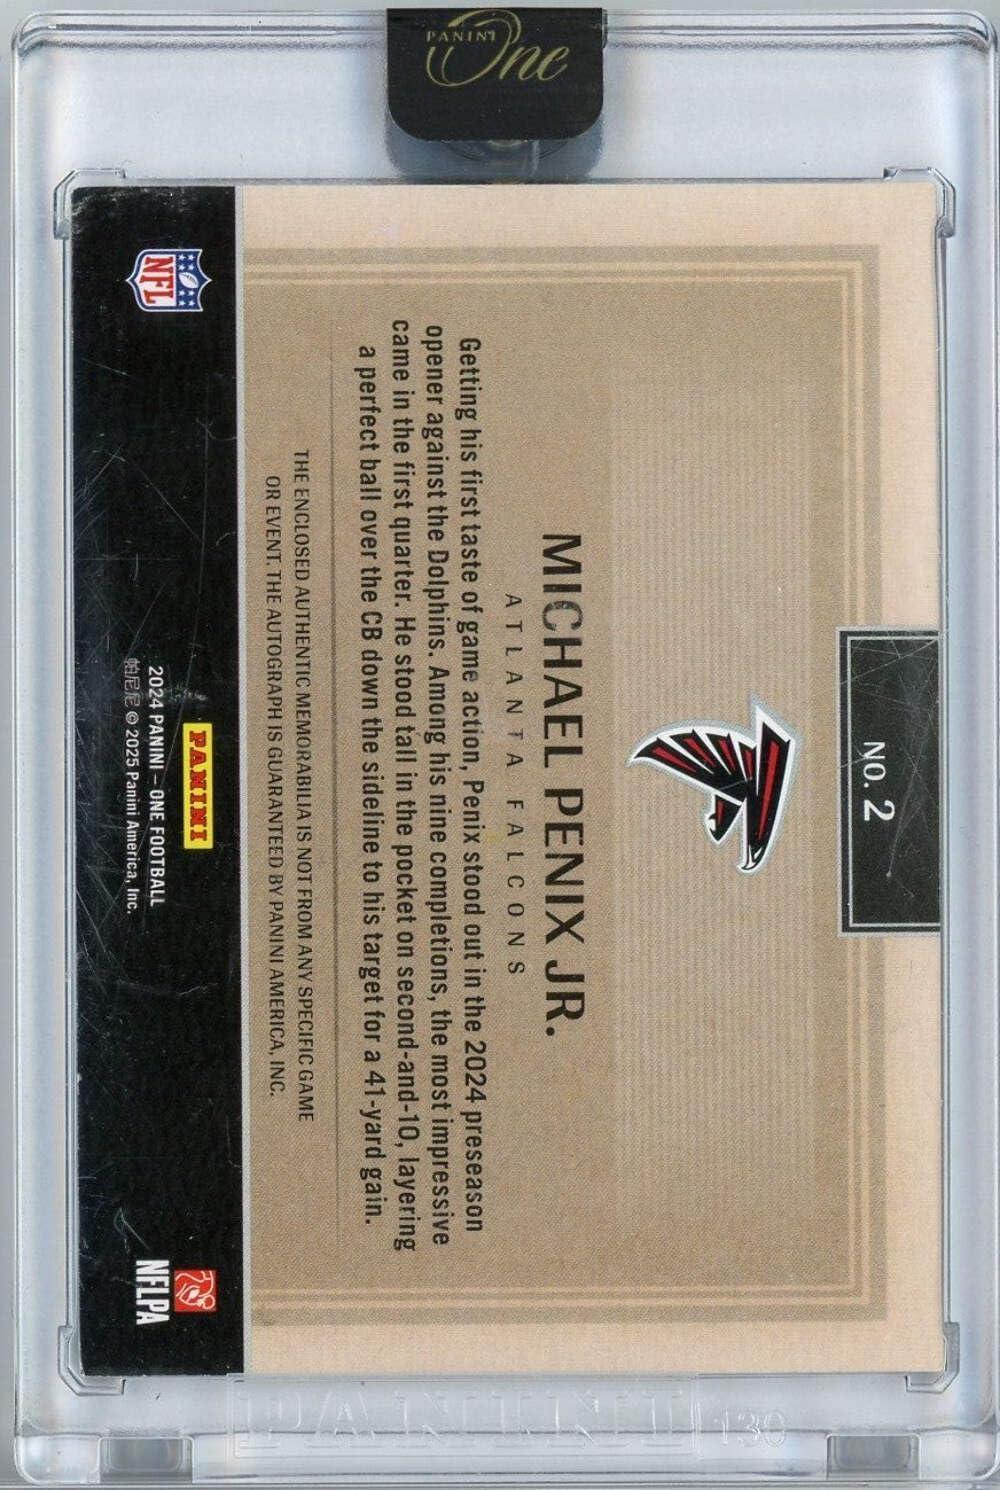 PANINI
One
NO. 2
MICHAEL PENIX JR.
ATLANTA FALCONS
Getting his first taste of game action, Penix stood out in the 2024 preseason
opener against the Dolphins. Among his nine completions, the most impressive
came in the first quarter. He stood tall in the pocket on second-and-10, layering
a perfect ball over the CB down the sideline to his target for a 41-yard gain.
THE ENCLOSED AUTHENTIC MEMORABILIA IS NOT FROM ANY SPECIFIC GAME
OR EVENT. THE AUTOGRAPH IS GUARANTEED BY PANINI AMERICA, INC.
NFL
PANINI
2024 PANINI – ONE FOOTBALL
帕尼尼 © 2025 Panini America, Inc.
NFLPA
PANINI 130